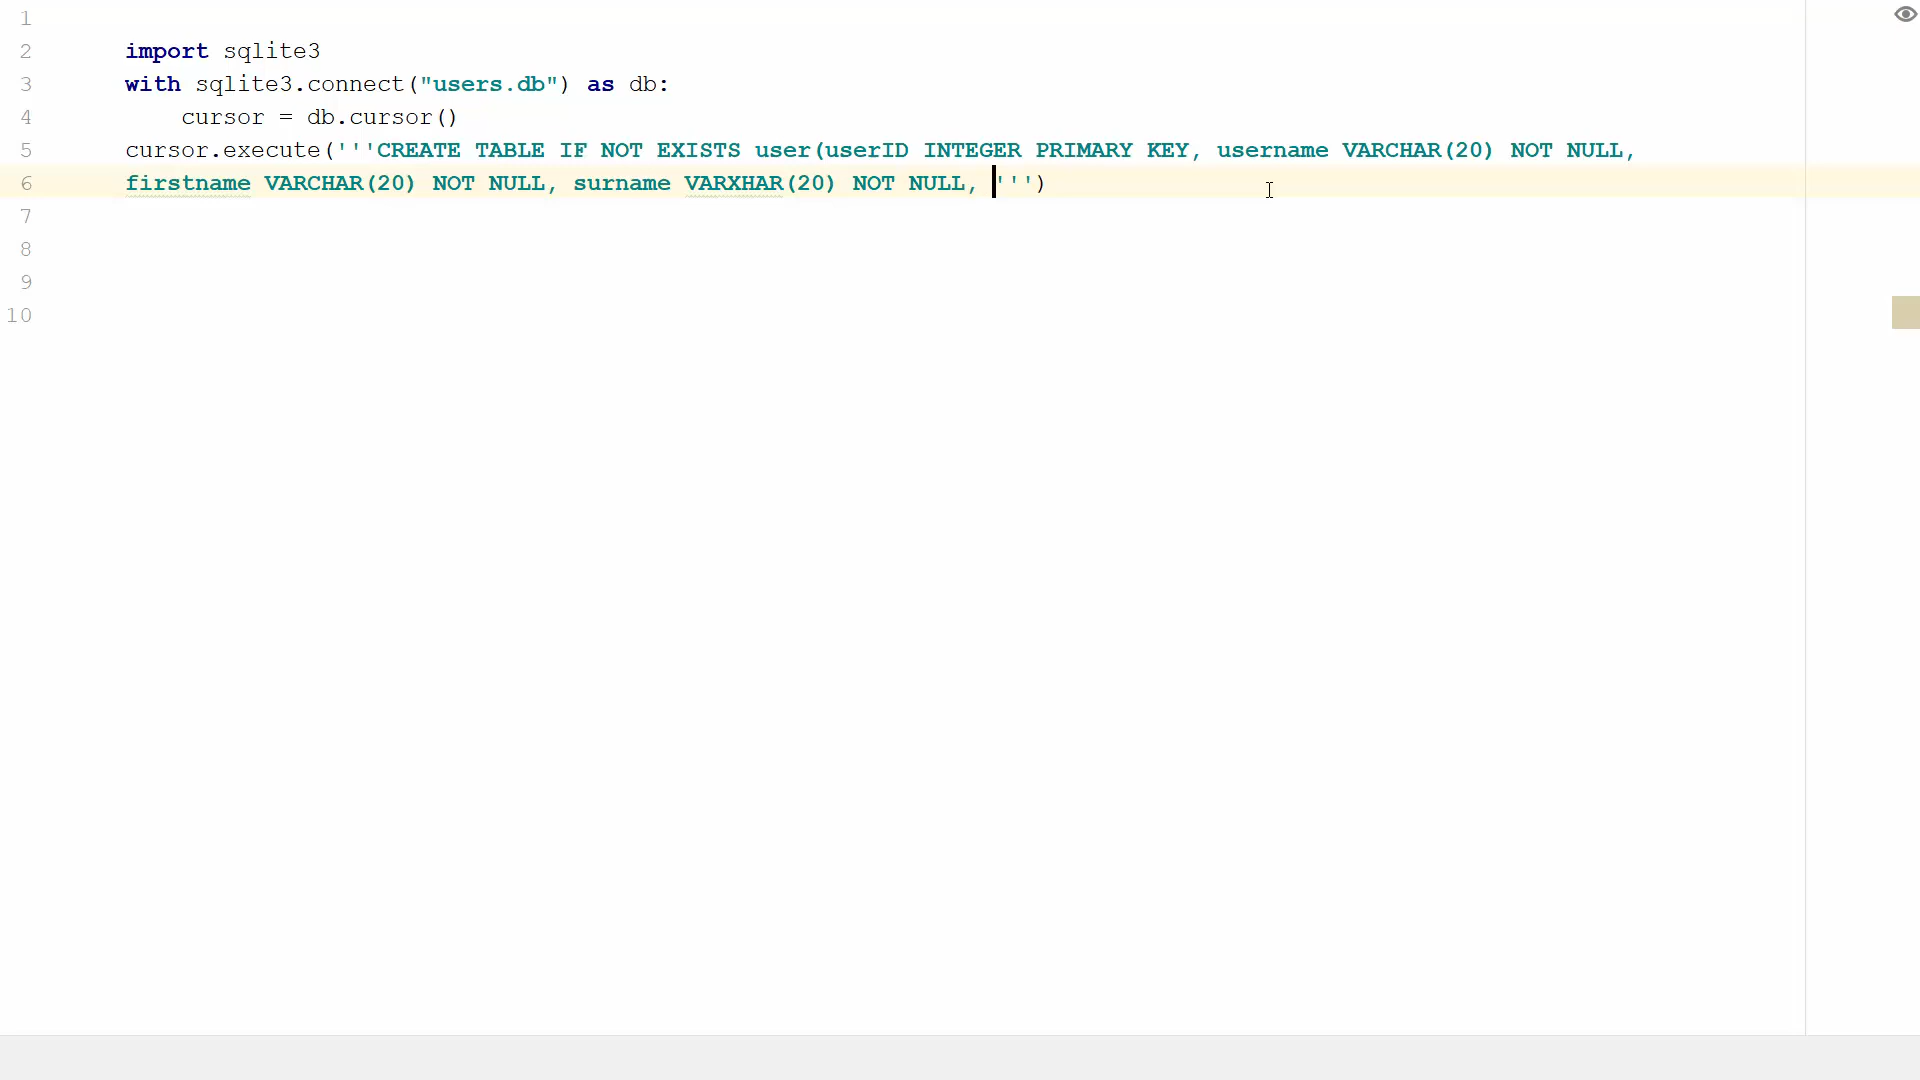 1
2 import sqlite3
3 with sqlite3.connect("users.db") as db:
4 cursor = db.cursor()
5 cursor.execute('''CREATE TABLE IF NOT EXISTS user(userID INTEGER PRIMARY KEY, username VARCHAR(20) NOT NULL,
6 firstname VARCHAR(20) NOT NULL, surname VARXHAR(20) NOT NULL, ''')
7
8
9
10